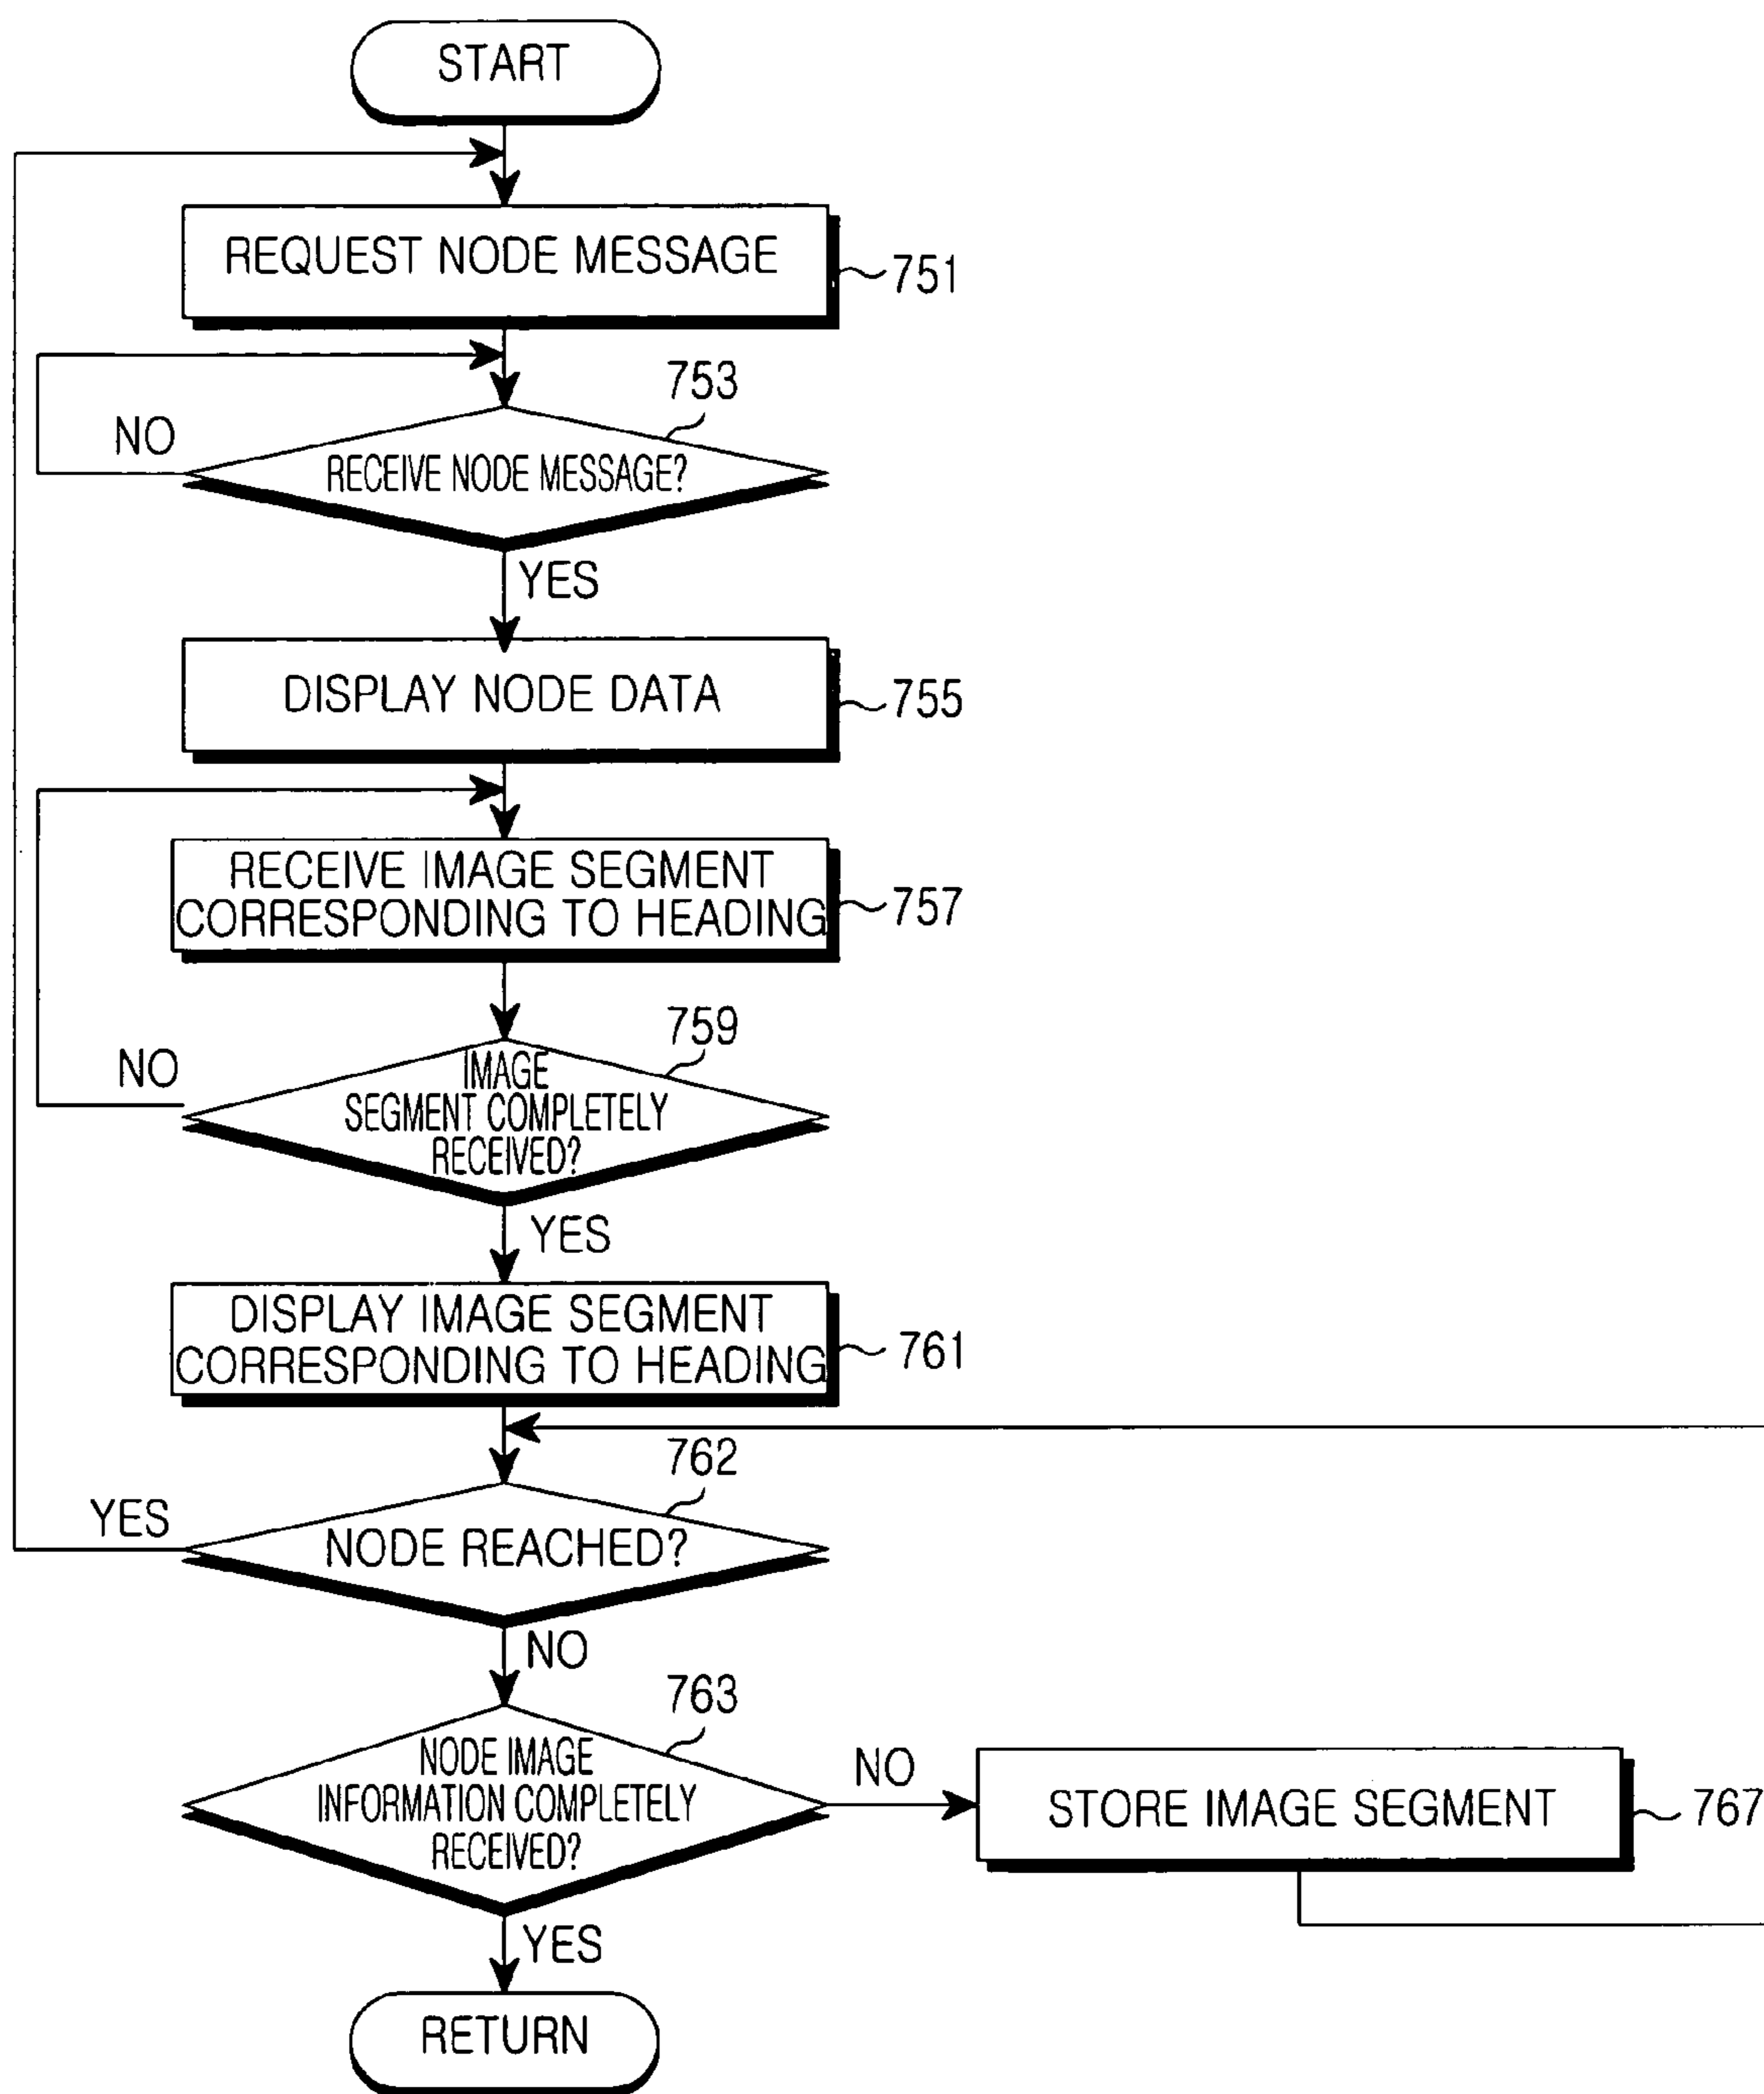 START
REQUEST NODE MESSAGE
751
753
NO
RECEIVE NODE MESSAGE?
YES
DISPLAY NODE DATA
755
RECEIVE IMAGE SEGMENT
CORRESPONDING TO HEADING
757
759
NO
IMAGE
SEGMENT COMPLETELY
RECEIVED?
YES
DISPLAY IMAGE SEGMENT
CORRESPONDING TO HEADING
761
762
YES
NODE REACHED?
NO
763
NODE IMAGE
INFORMATION COMPLETELY
RECEIVED?
NO
STORE IMAGE SEGMENT
767
YES
RETURN